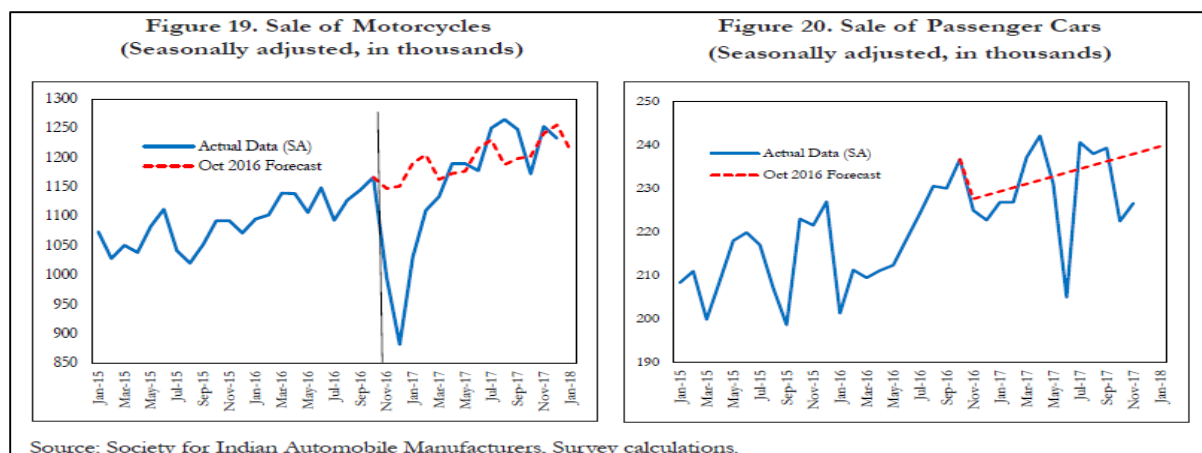 Figure 19. Sale of Motorcycles
(Seasonally adjusted, in thousands)
1300
1250
1200
1150
1100
1050
1000
950
900
850
Actual Data (SA)
Oct 2016 Forecast
Jan-15
Mar-15
May-15
Jul-15
Sep-15
Nov-15
Jan-16
Mar-16
May-16
Jul-16
Sep-16
Nov-16
Jan-17
Mar-17
May-17
Jul-17
Sep-17
Nov-17
Jan-18
Figure 20. Sale of Passenger Cars
(Seasonally adjusted, in thousands)
250
240
230
220
210
200
190
Actual Data (SA)
Oct 2016 Forecast
Jan-15
Mar-15
May-15
Jul-15
Sep-15
Nov-15
Jan-16
Mar-16
May-16
Jul-16
Sep-16
Nov-16
Jan-17
Mar-17
May-17
Jul-17
Sep-17
Nov-17
Jan-18
Source: Society for Indian Automobile Manufacturers, Survey calculations.